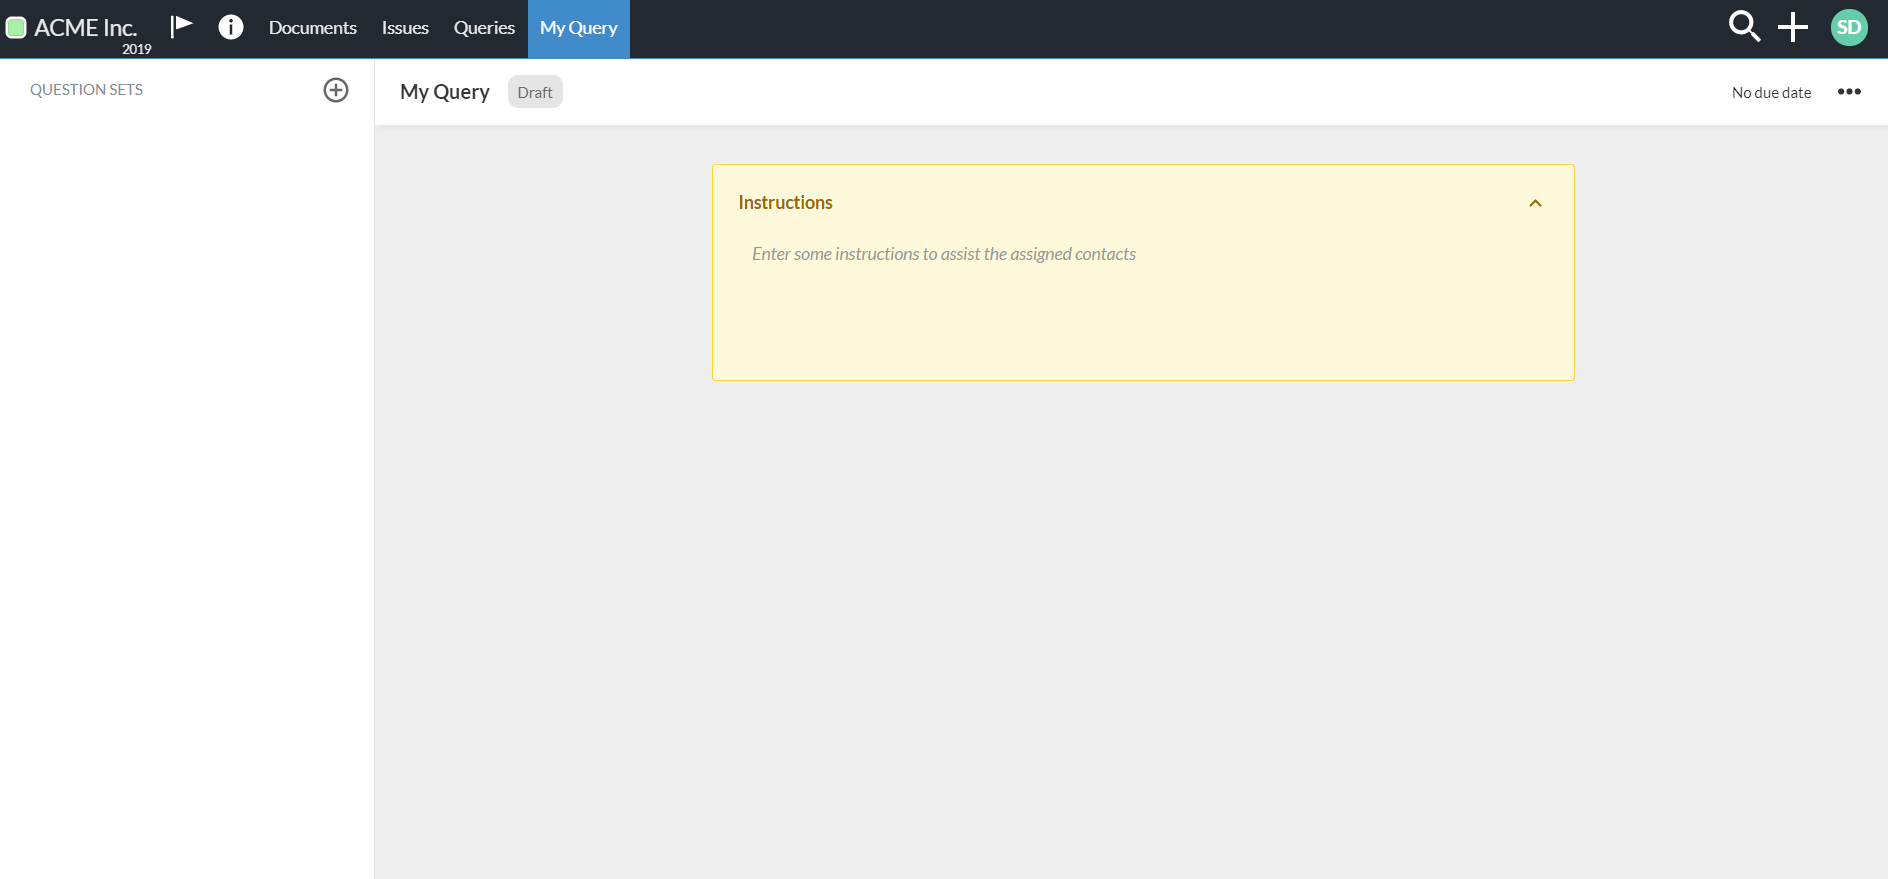 ACME Inc.
2019
Documents
Issues
Queries
My Query
SD
QUESTION SETS
My Query
Draft
No due date
Instructions
Enter some instructions to assist the assigned contacts